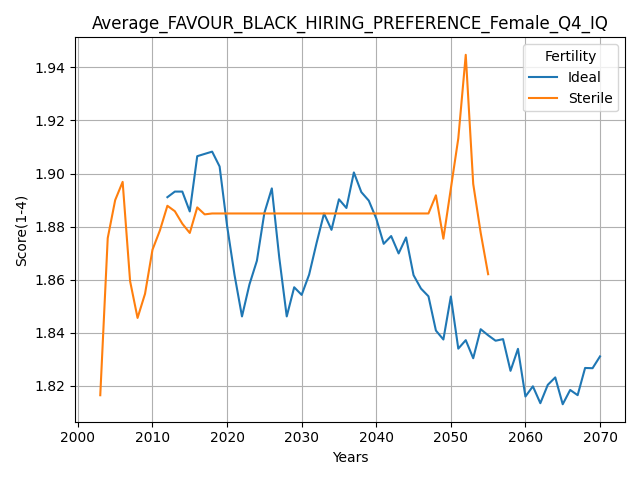 Average_FAVOUR_BLACK_HIRING_PREFERENCE_Female_Q4_IQ
Fertility
Ideal
Sterile
Score(1-4)
1.94
1.92
1.90
1.88
1.86
1.84
1.82
2000 2010 2020 2030 2040 2050 2060 2070
Years